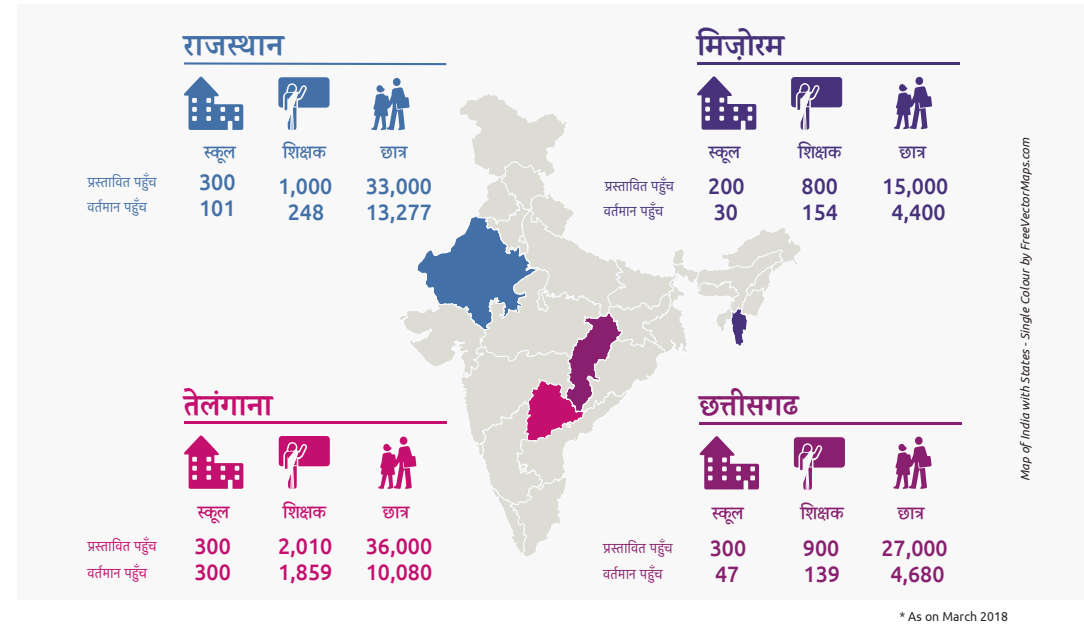 राजस्थान
स्कूल शिक्षक छात्र
प्रस्तावित पहुँच 300 1,000 33,000
वर्तमान पहुँच 101 248 13,277
मिज़ोरम
स्कूल शिक्षक छात्र
प्रस्तावित पहुँच 200 800 15,000
वर्तमान पहुँच 30 154 4,400
तेलंगाना
स्कूल शिक्षक छात्र
प्रस्तावित पहुँच 300 2,010 36,000
वर्तमान पहुँच 300 1,859 10,080
छत्तीसगढ
स्कूल शिक्षक छात्र
प्रस्तावित पहुँच 300 900 27,000
वर्तमान पहुँच 47 139 4,680
Map of India with States - Single Colour by FreeVectorMaps.com
* As on March 2018